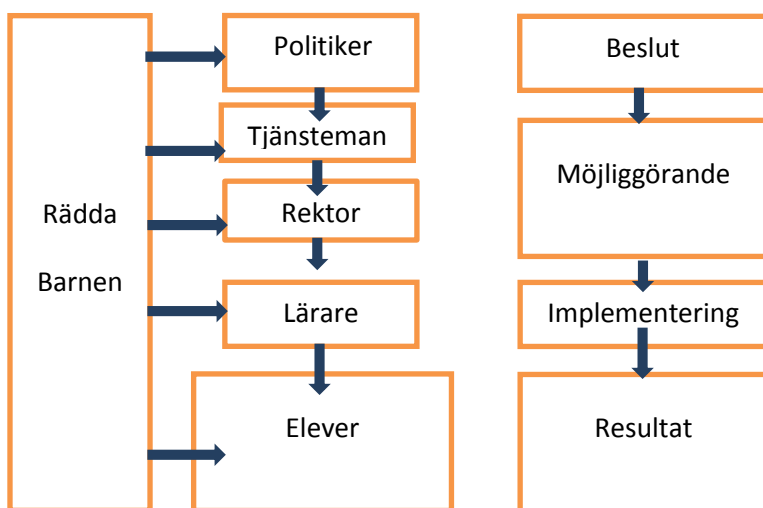 Rädda
Barnen
Politiker
Tjänsteman
Rektor
Lärare
Elever
Beslut
Möjliggörande
Implementering
Resultat